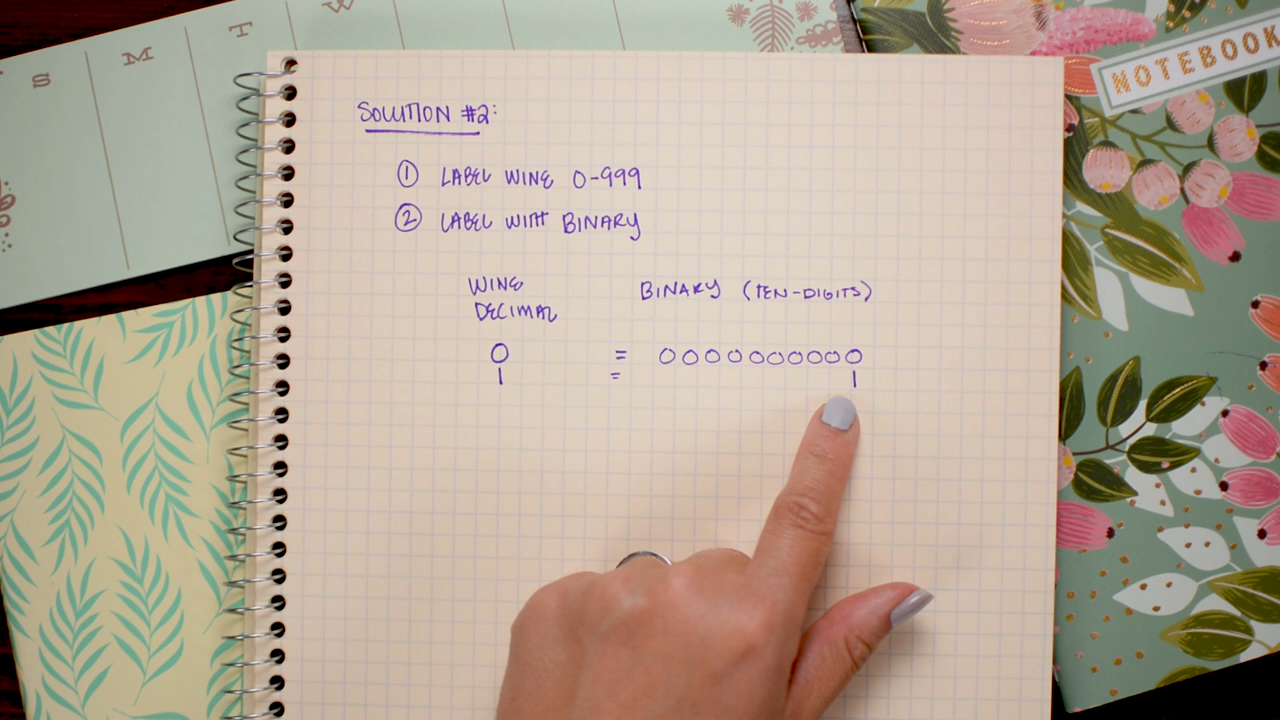 S M T W
NOTEBOOK
SOLUTION #2:
① LABEL WINE 0-999
② LABEL WITH BINARY
WINE DECIMAL BINARY (TEN-DIGITS)
0 = 0000000000
1 = 1